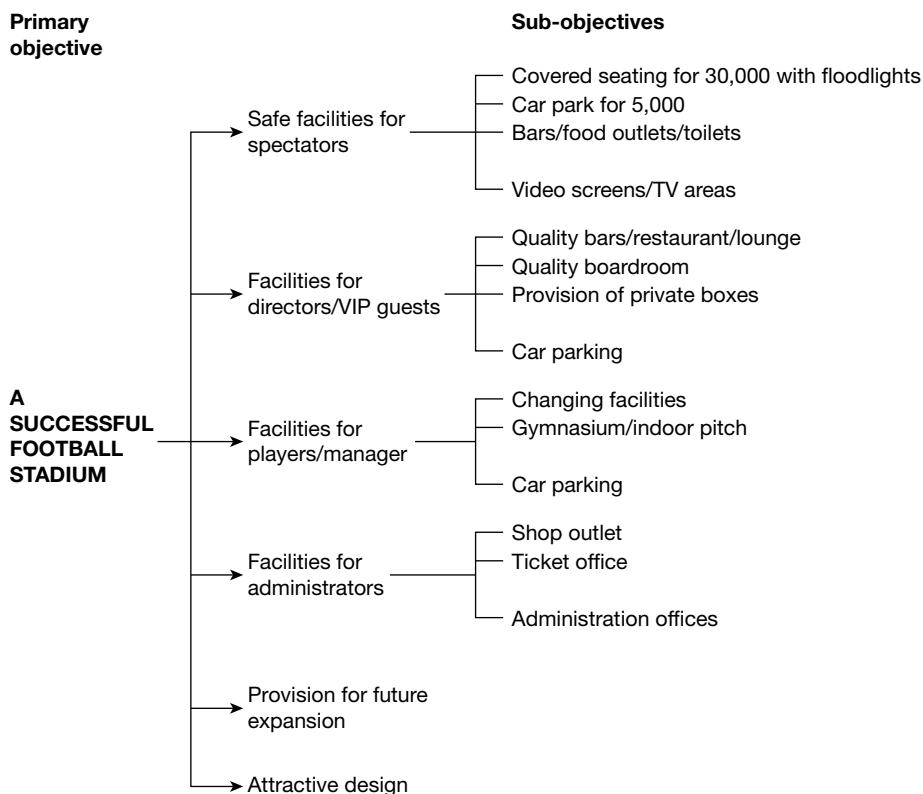 Primary
objective
Sub-objectives
Safe facilities for
spectators
Covered seating for 30,000 with floodlights
Car park for 5,000
Bars/food outlets/toilets
Video screens/TV areas
Facilities for
directors/VIP guests
Quality bars/restaurant/lounge
Quality boardroom
Provision of private boxes
Car parking
A
SUCCESSFUL
FOOTBALL
STADIUM
Facilities for
players/manager
Changing facilities
Gymnasium/indoor pitch
Car parking
Facilities for
administrators
Shop outlet
Ticket office
Administration offices
Provision for future
expansion
Attractive design